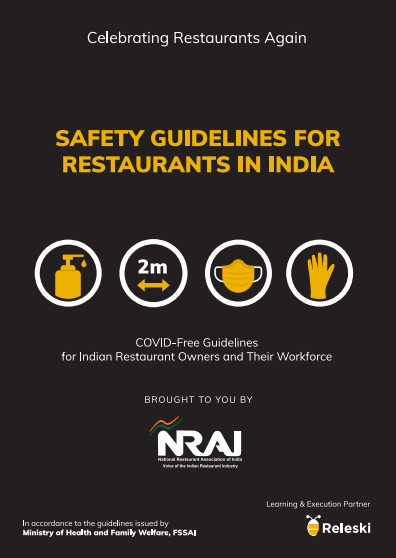 Celebrating Restaurants Again
SAFETY GUIDELINES FOR
RESTAURANTS IN INDIA
2m
COVID-Free Guidelines
for Indian Restaurant Owners and Their Workforce
BROUGHT TO YOU BY
NRAI
National Restaurant Association of India
Voice of the Indian Restaurant Industry
Learning & Execution Partner
Releski
In accordance to the guidelines issued by
Ministry of Health and Family Welfare, FSSAI